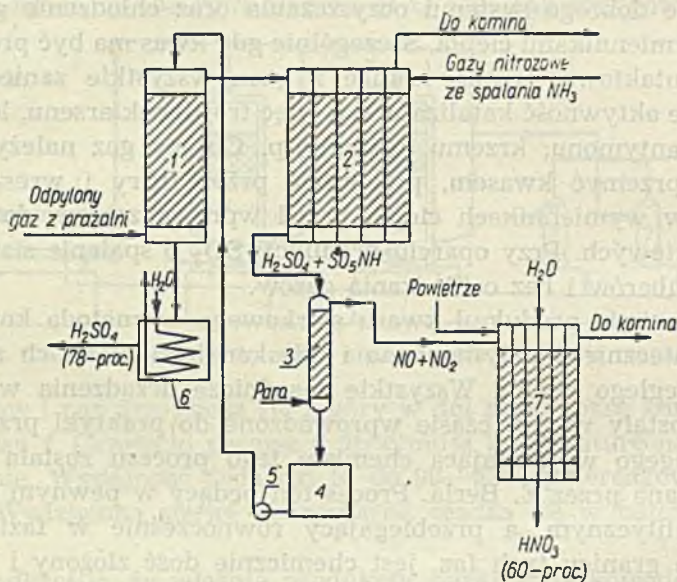 Do komina
Gazy nitrozowe
ze spalania NH₃
1
2
Odpylony
gaz z prażalni
H₂O
H₂SO₄ + SO₅NH
H₂SO₄
(78-proc.)
6
3
Para
5
4
Powietrze
NO+NO₂
H₂O
Do komina
7
HNO₃
(60-proc.)